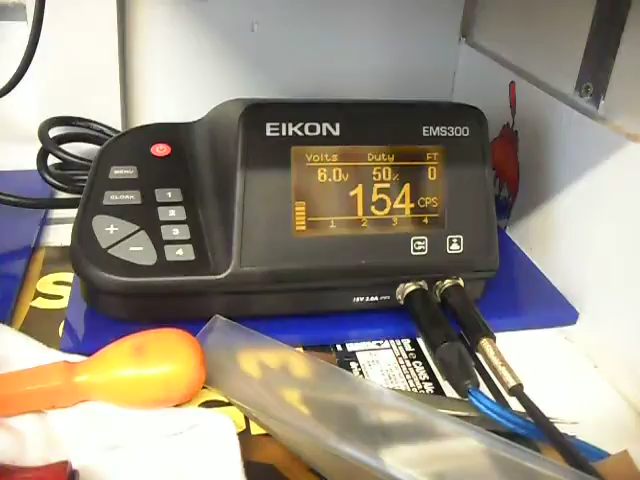 EIKON EMS300
Volts Duty FT
6.0v 50% 0
154 CPS
1 2 3 4
MENU
CLOAK
1
2
3
4
+
−